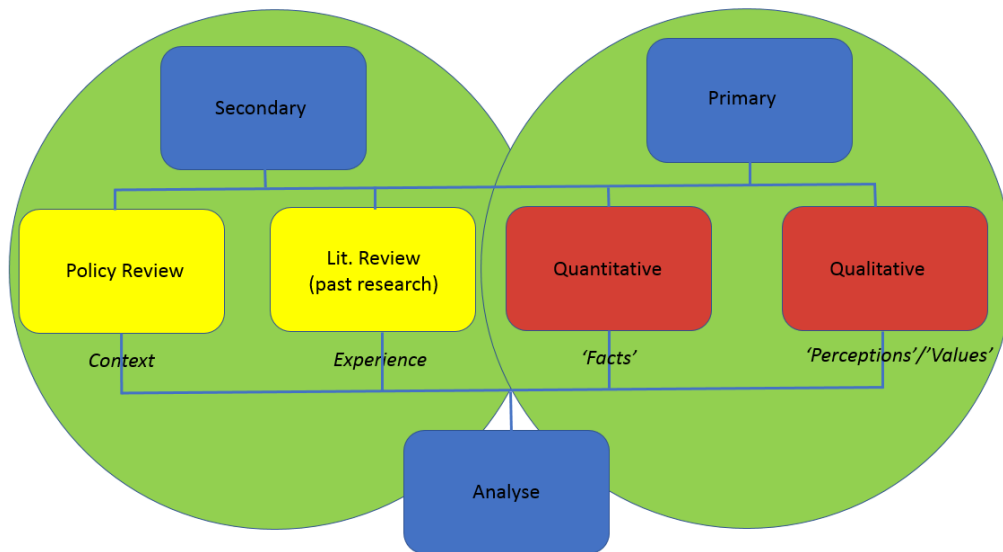 Secondary
Primary
Policy Review
Lit. Review
(past research)
Quantitative
Qualitative
Context
Experience
‘Facts’
‘Perceptions’/’Values’
Analyse